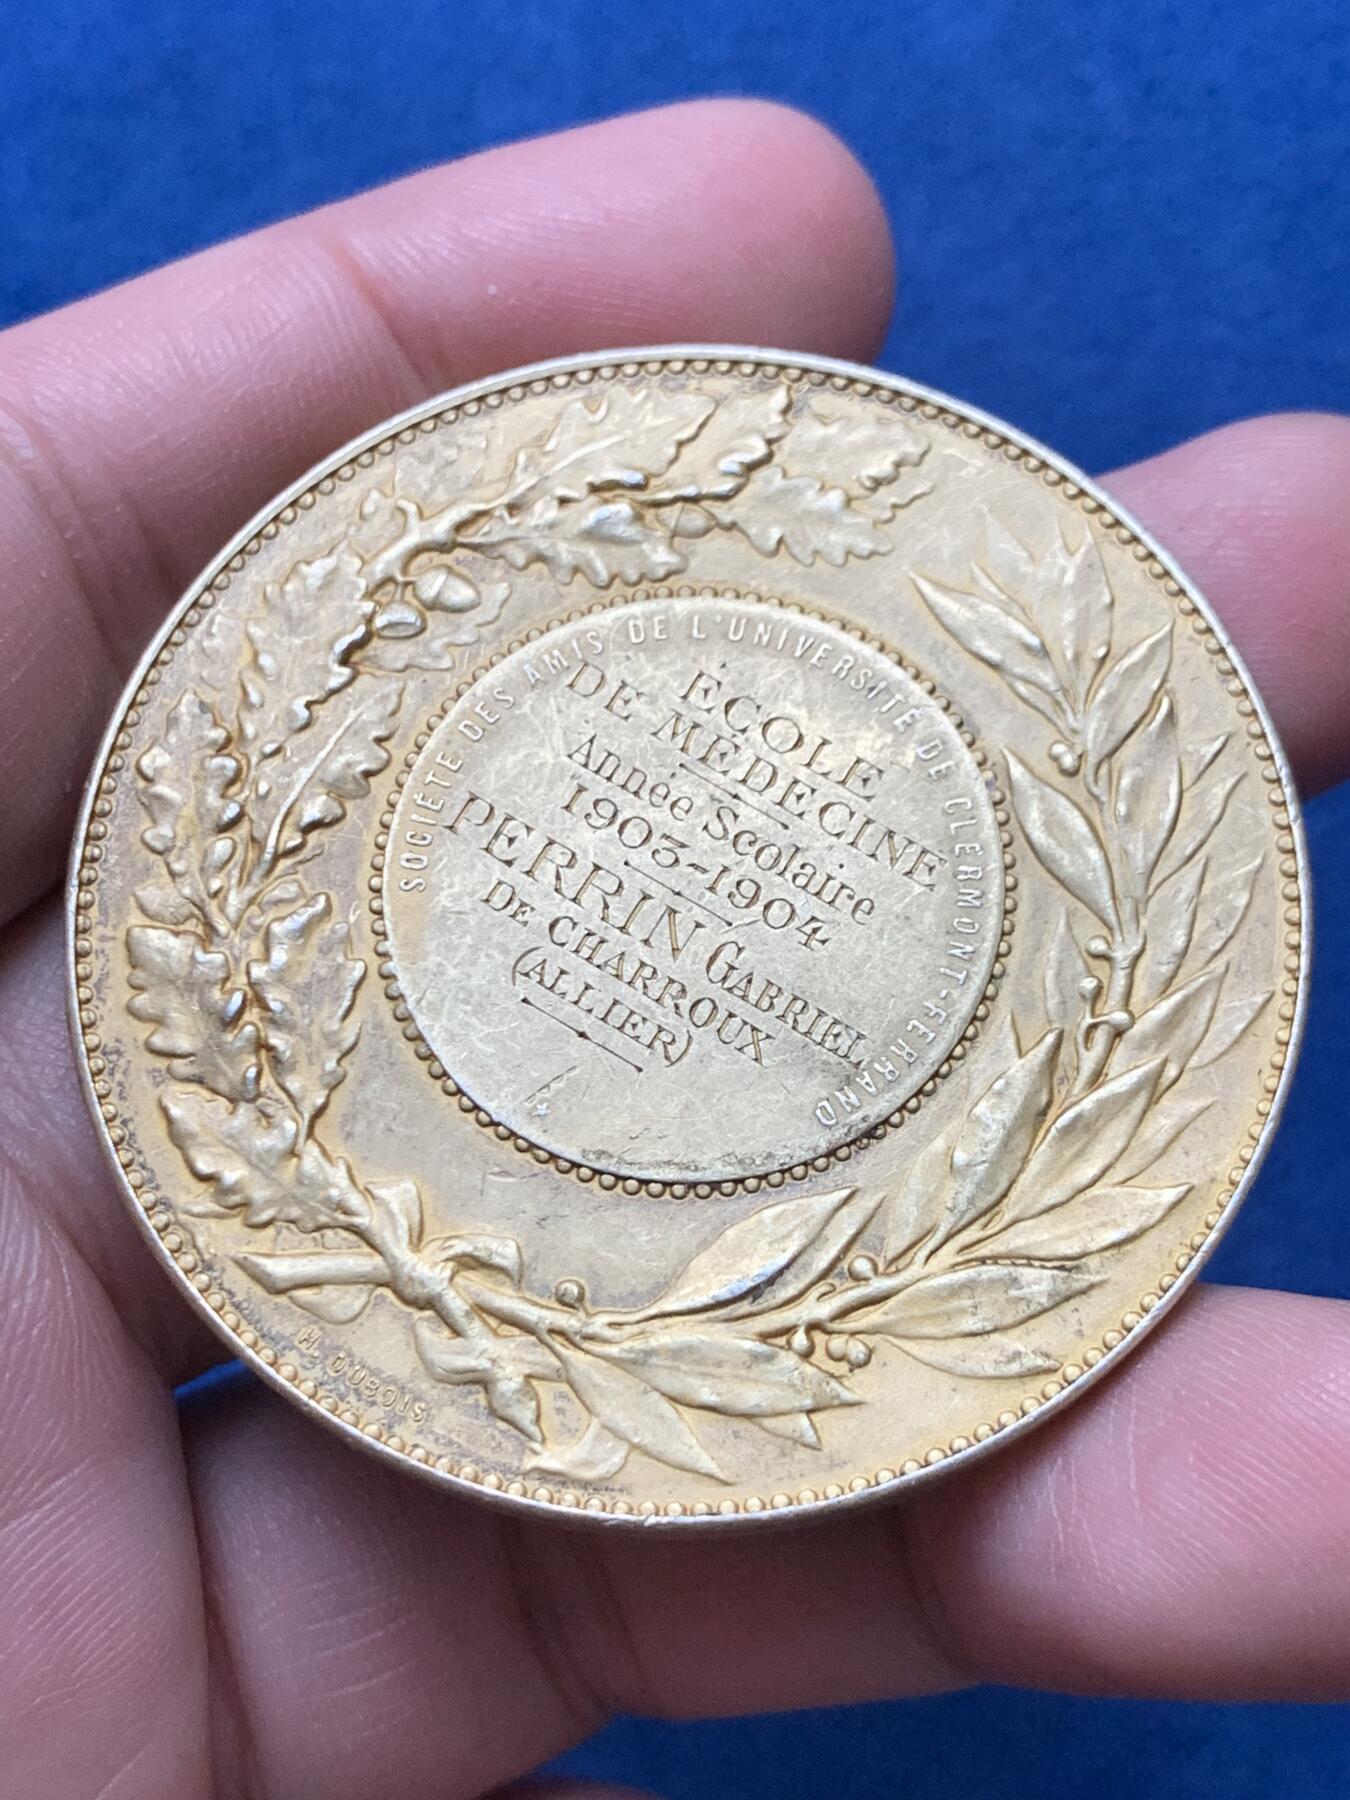 SOCIÉTÉ DES AMIS DE L'UNIVERSITÉ DE CLERMONT-FERRAND
ÉCOLE
DE MÉDECINE
Année Scolaire
1903-1904
PERRIN GABRIEL
DE CHARROUX
(ALLIER)
H. DUBOIS